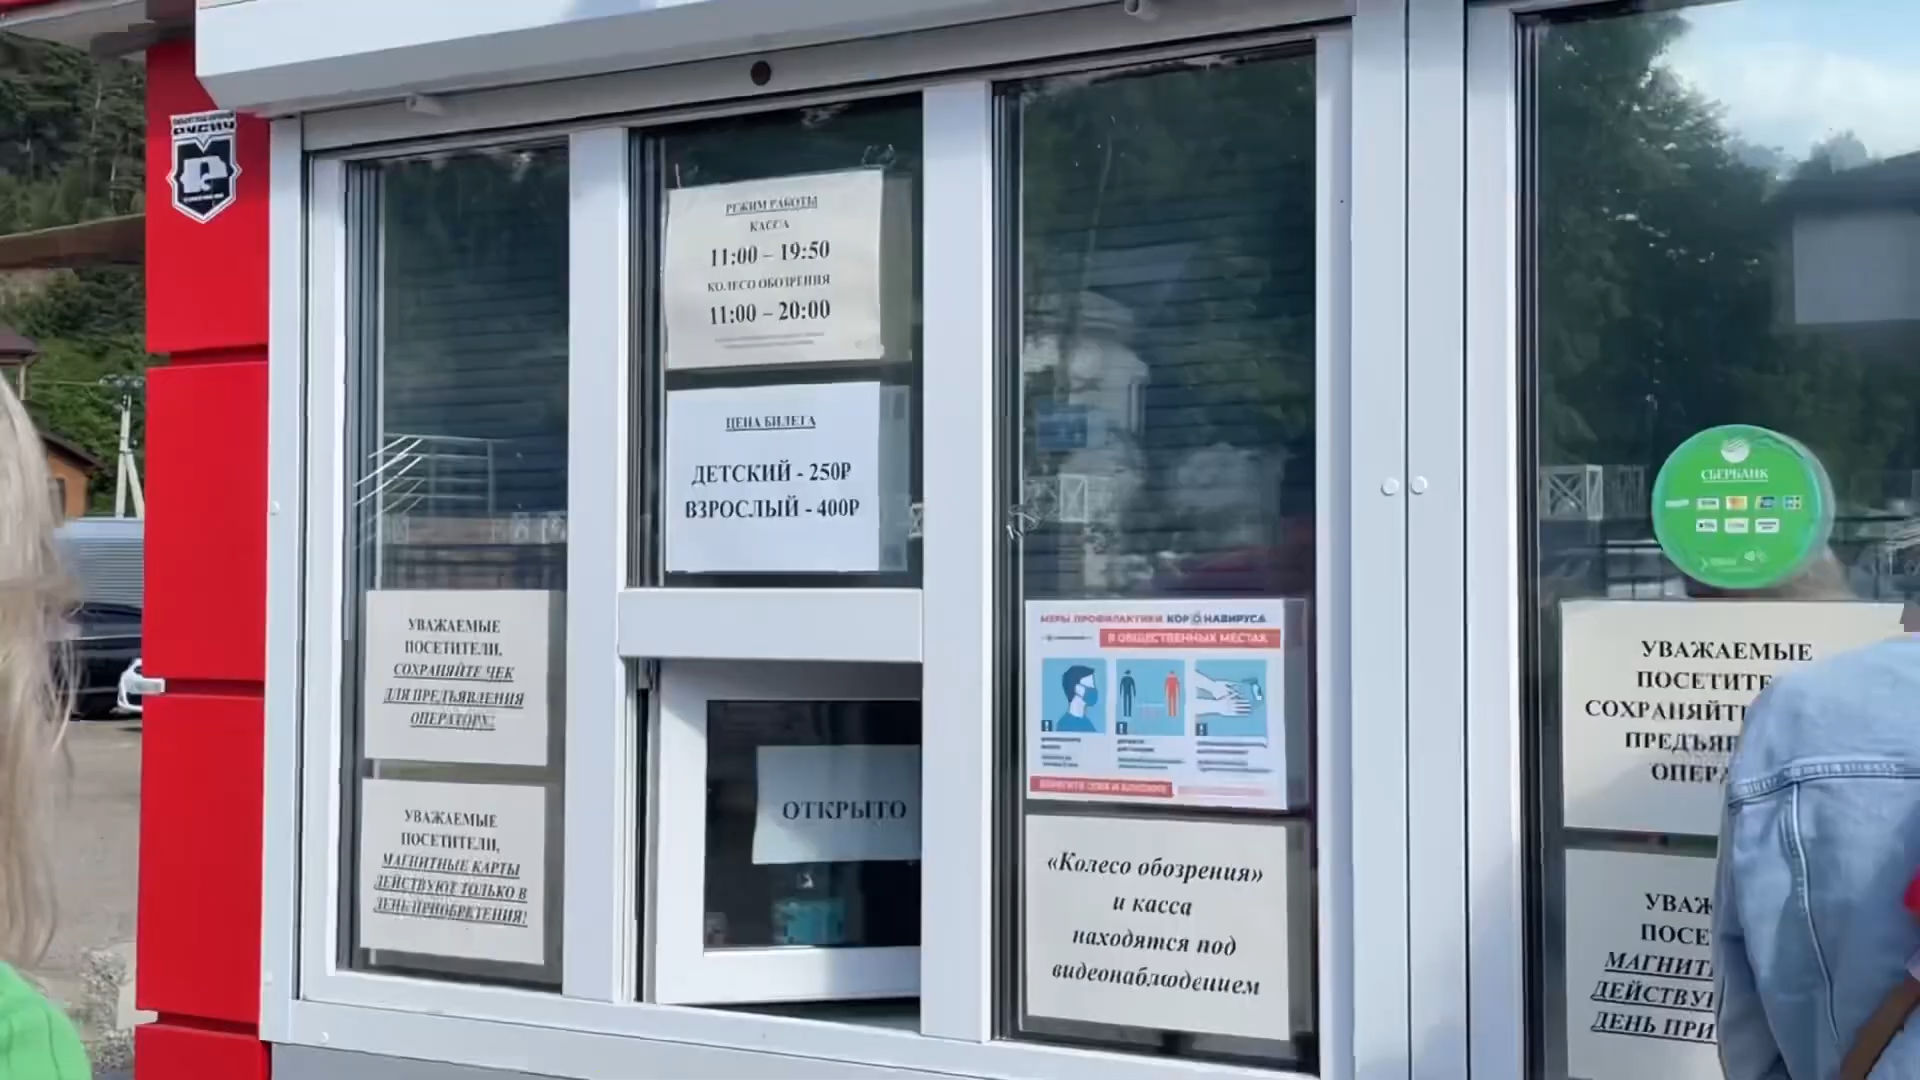 РУСИЧ
РЕЖИМ РАБОТЫ
КАССА
11:00 – 19:50
КОЛЕСО ОБОЗРЕНИЯ
11:00 – 20:00
ЦЕНА БИЛЕТА
ДЕТСКИЙ - 250Р
ВЗРОСЛЫЙ - 400Р
УВАЖАЕМЫЕ
ПОСЕТИТЕЛИ,
СОХРАНЯЙТЕ ЧЕК
ДЛЯ ПРЕДЪЯВЛЕНИЯ
ОПЕРАТОРУ!
УВАЖАЕМЫЕ
ПОСЕТИТЕЛИ,
МАГНИТНЫЕ КАРТЫ
ДЕЙСТВУЮТ ТОЛЬКО В
ДЕНЬ ПРИОБРЕТЕНИЯ!
ОТКРЫТО
МЕРЫ ПРОФИЛАКТИКИ КОРОНАВИРУСА
В ОБЩЕСТВЕННЫХ МЕСТАХ
«Колесо обозрения»
и касса
находятся под
видеонаблюдением
СБЕРБАНК
УВАЖАЕМЫЕ
ПОСЕТИТЕ
СОХРАНЯЙТ
ПРЕДЪЯВ
ОПЕРА
УВАЖ
ПОСЕ
МАГНИТ
ДЕЙСТВУ
ДЕНЬ ПРИ